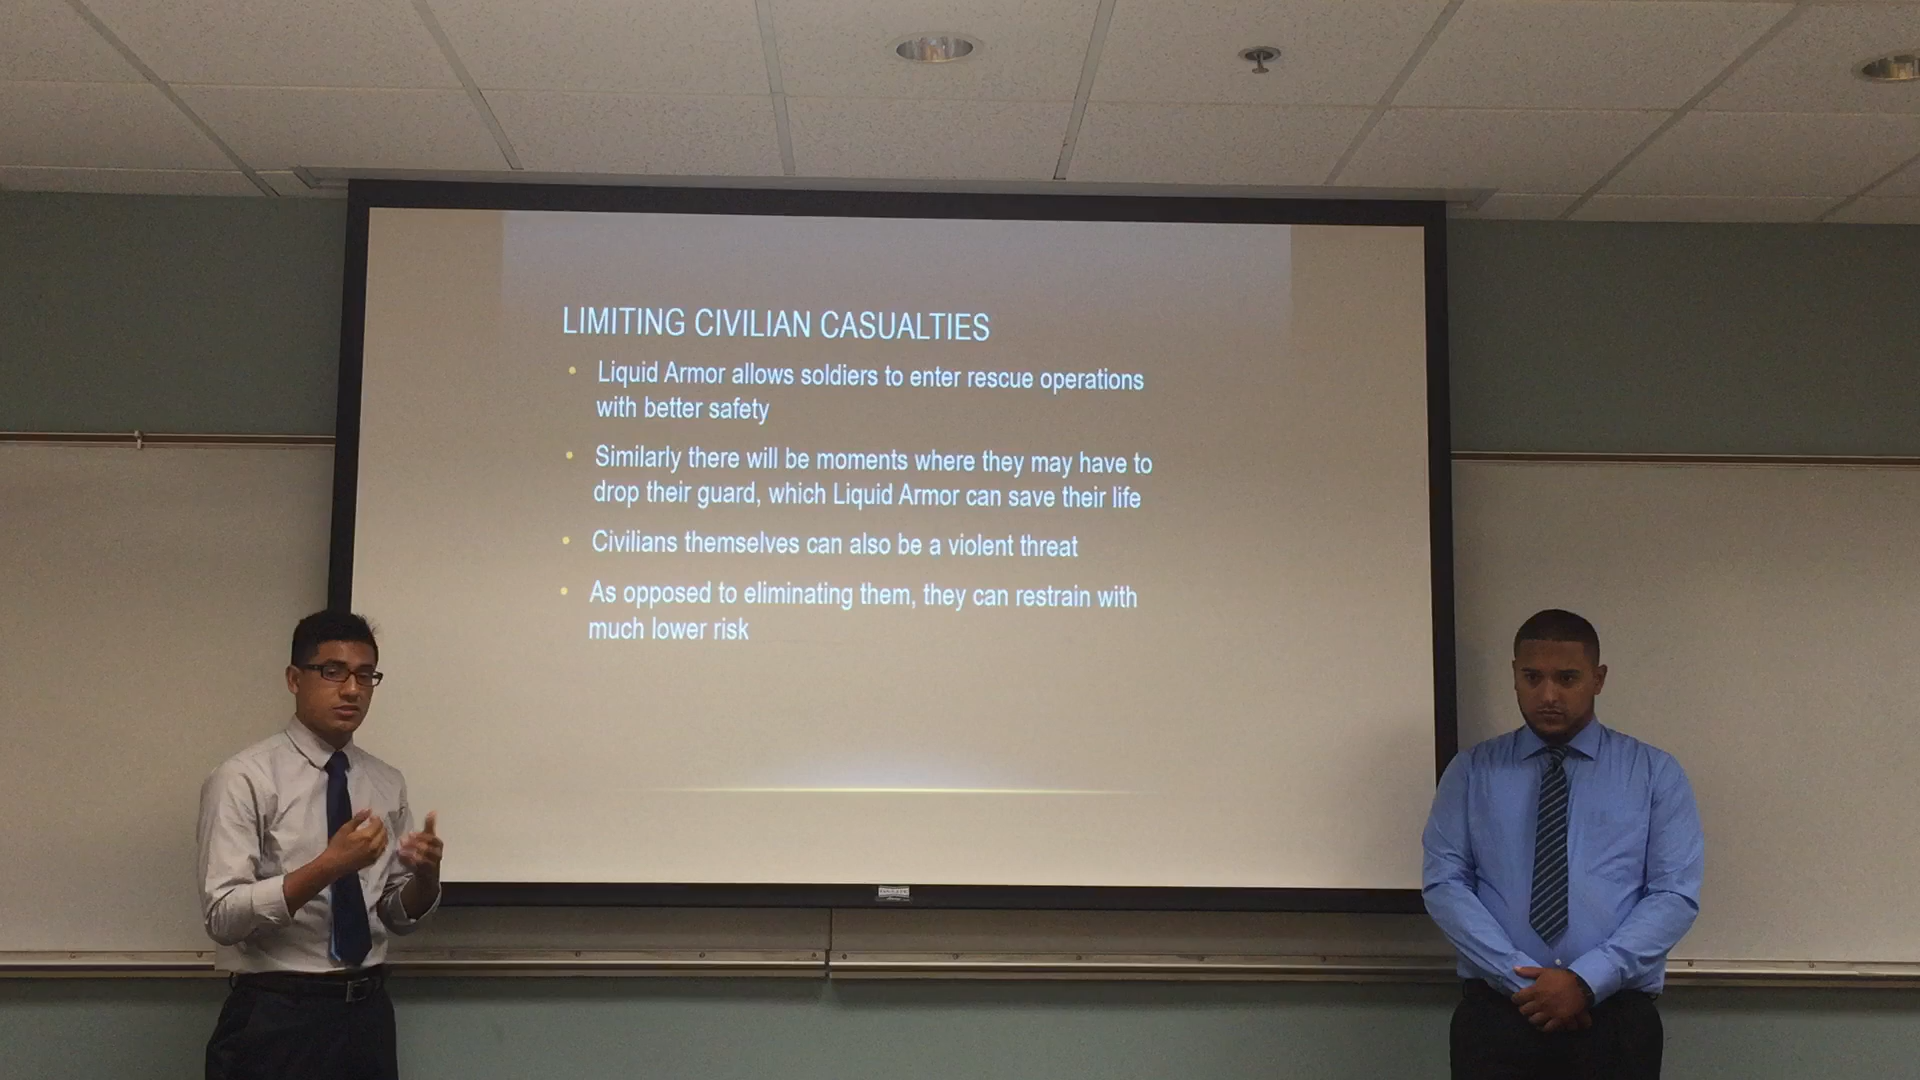 LIMITING CIVILIAN CASUALTIES
• Liquid Armor allows soldiers to enter rescue operations
with better safety
• Similarly there will be moments where they may have to
drop their guard, which Liquid Armor can save their life
• Civilians themselves can also be a violent threat
• As opposed to eliminating them, they can restrain with
much lower risk